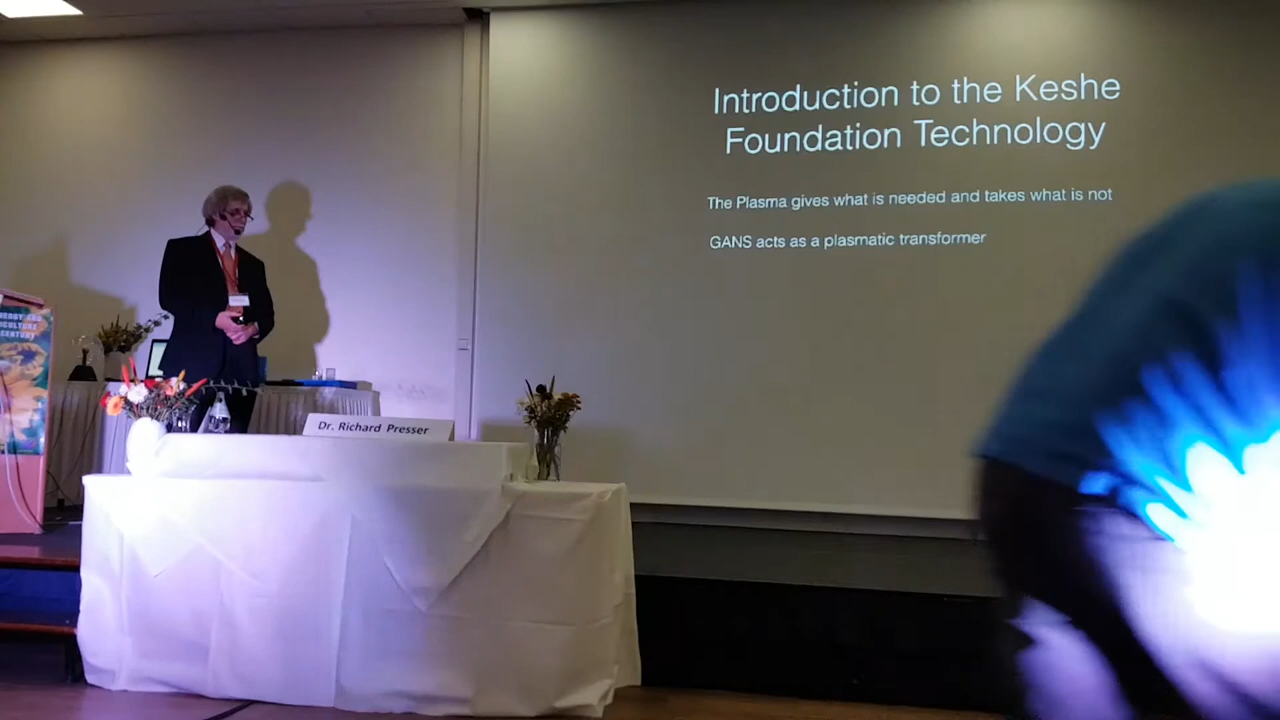 Introduction to the Keshe
Foundation Technology
The Plasma gives what is needed and takes what is not
GANS acts as a plasmatic transformer
Dr. Richard Presser
CENTURY